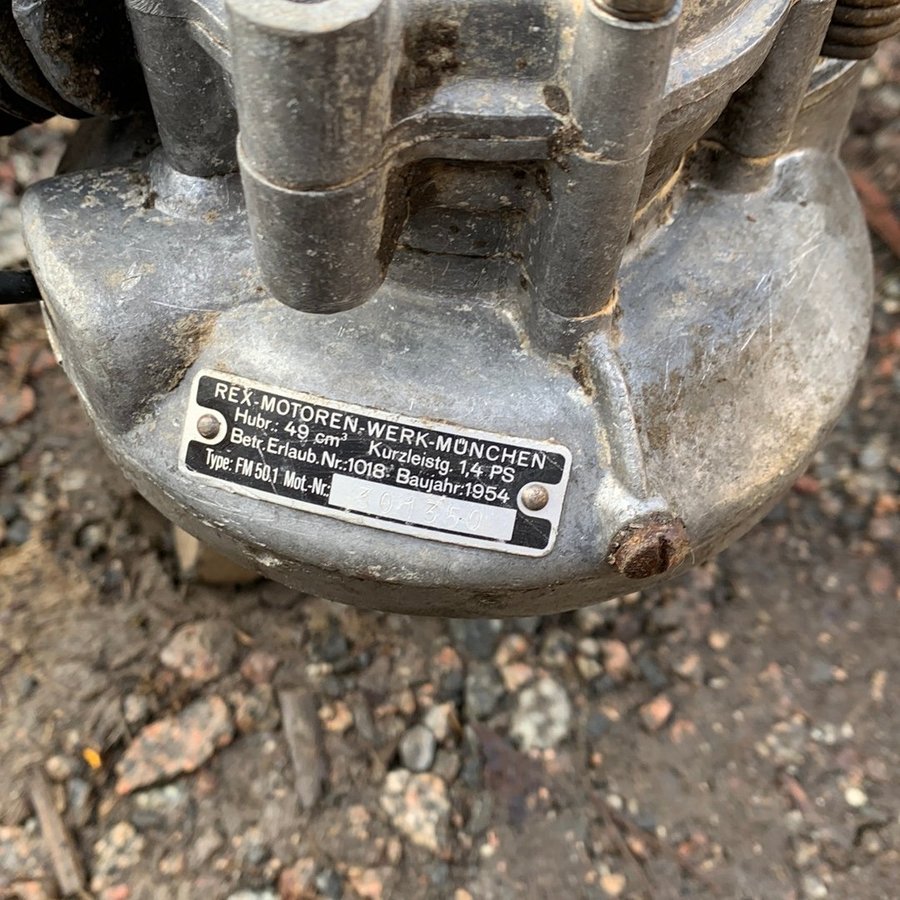 REX-MOTOREN-WERK-MÜNCHEN
Hubr.: 49 cm³ Kurzleistg. 1,4 PS
Betr.Erlaub.Nr.:1018 Baujahr:1954
Type: FM 50.1 Mot.-Nr.: